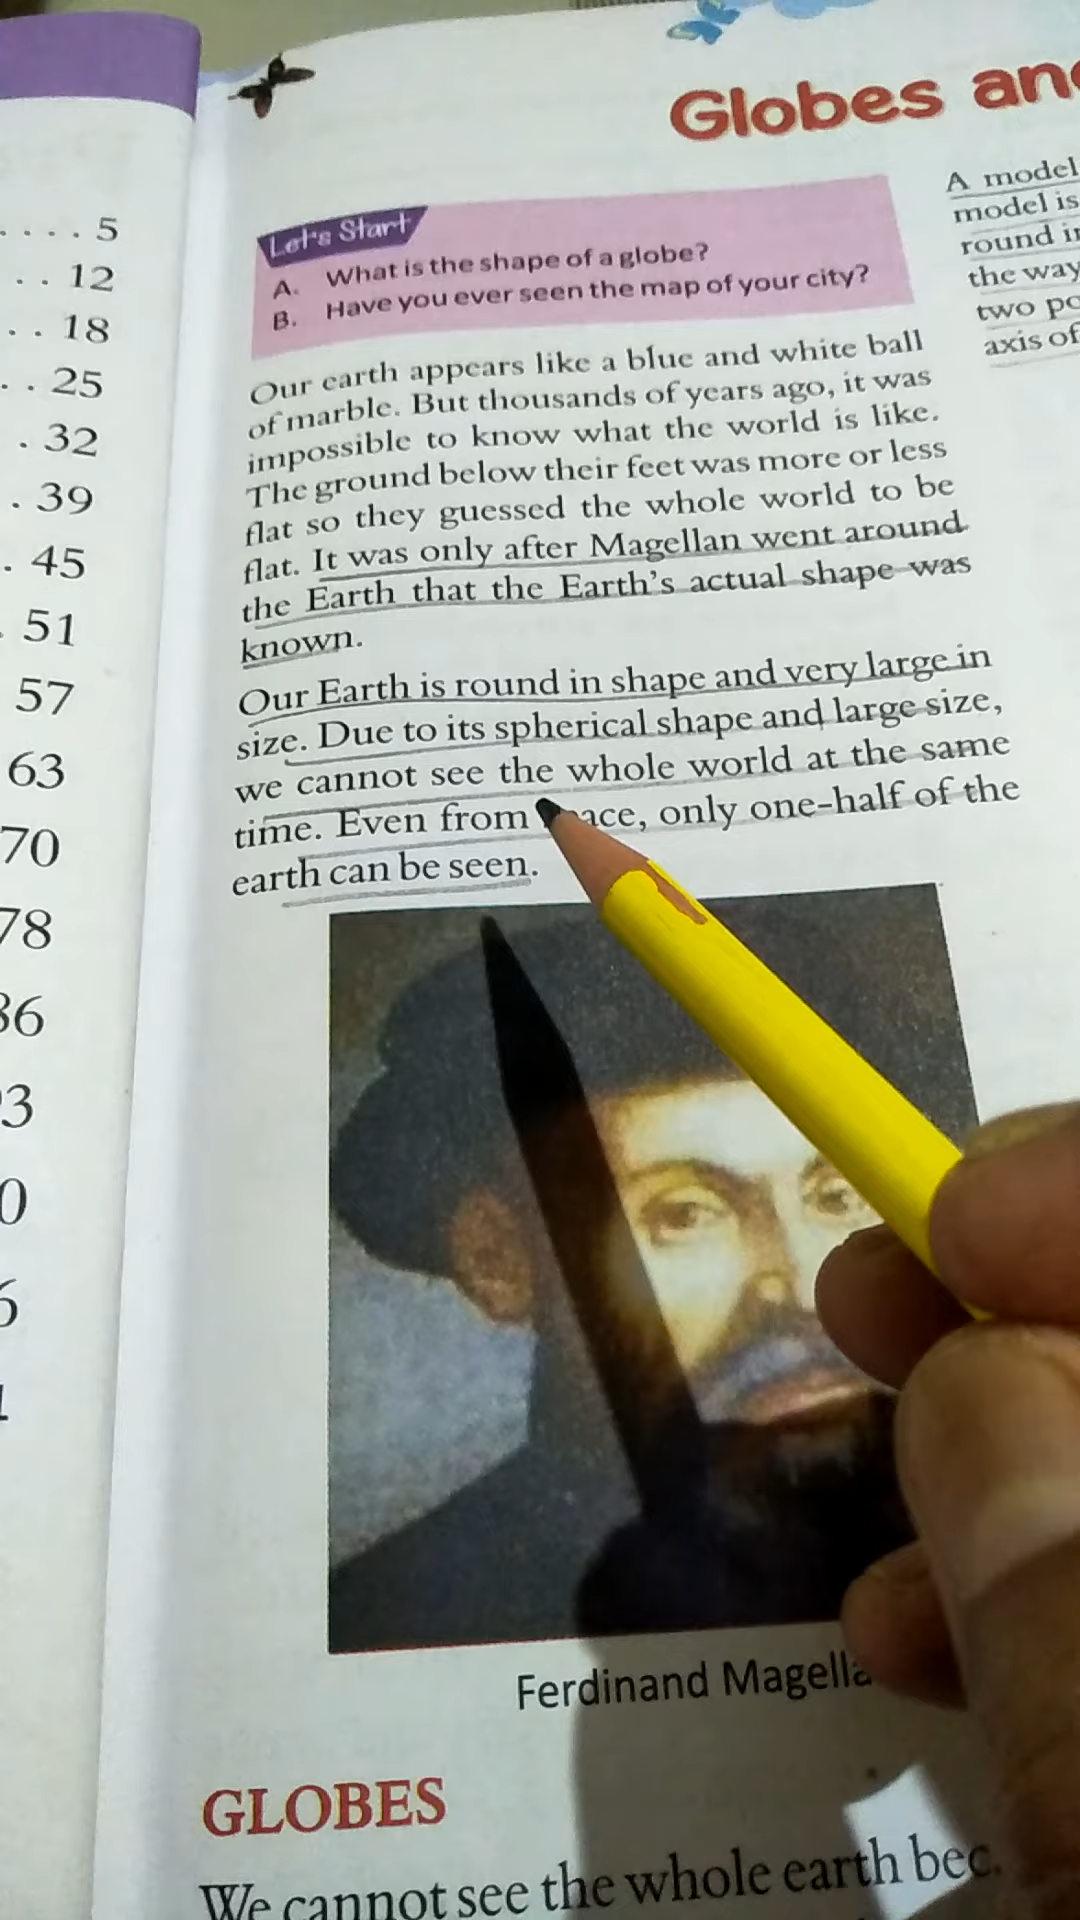 . . . . 5
. . 12
. . 18
. . 25
. 32
. 39
. 45
. 51
57
63
70
78
Globes
Let's Start
A. What is the shape of a globe?
B. Have you ever seen the map of your city?
Our earth appears like a blue and white ball
of marble. But thousands of years ago, it was
impossible to know what the world is like.
The ground below their feet was more or less
flat so they guessed the whole world to be
flat. It was only after Magellan went around
the Earth that the Earth's actual shape was
known.
Our Earth is round in shape and very large in
size. Due to its spherical shape and large size,
we cannot see the whole world at the same
time. Even from ace, only one-half of the
earth can be seen.
Ferdinand Magella
GLOBES
We cannot see the whole earth bec
A model
model is
round
the way
two
axis of